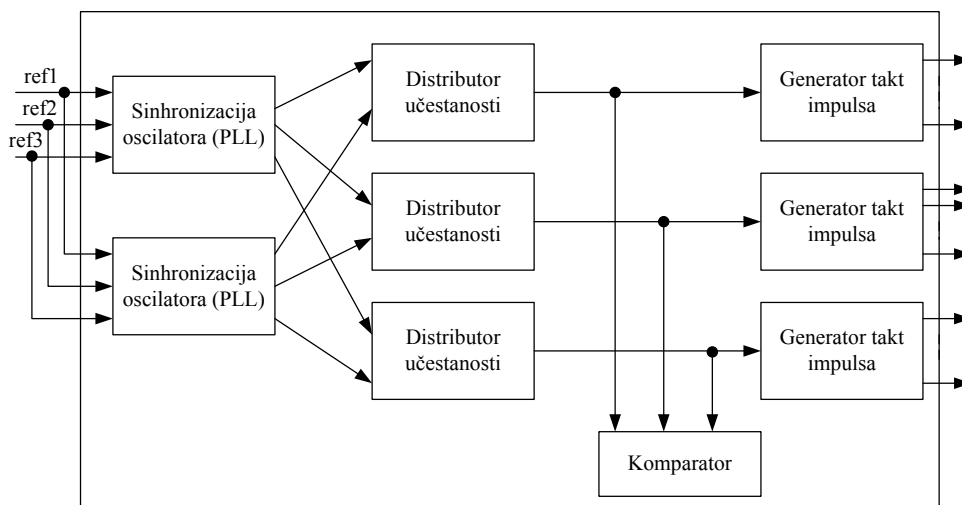 ref1
ref2
ref3
Sinhronizacija
oscilatora (PLL)
Sinhronizacija
oscilatora (PLL)
Distributor
učestanosti
Distributor
učestanosti
Distributor
učestanosti
Generator takt
impulsa
Generator takt
impulsa
Generator takt
impulsa
Komparator